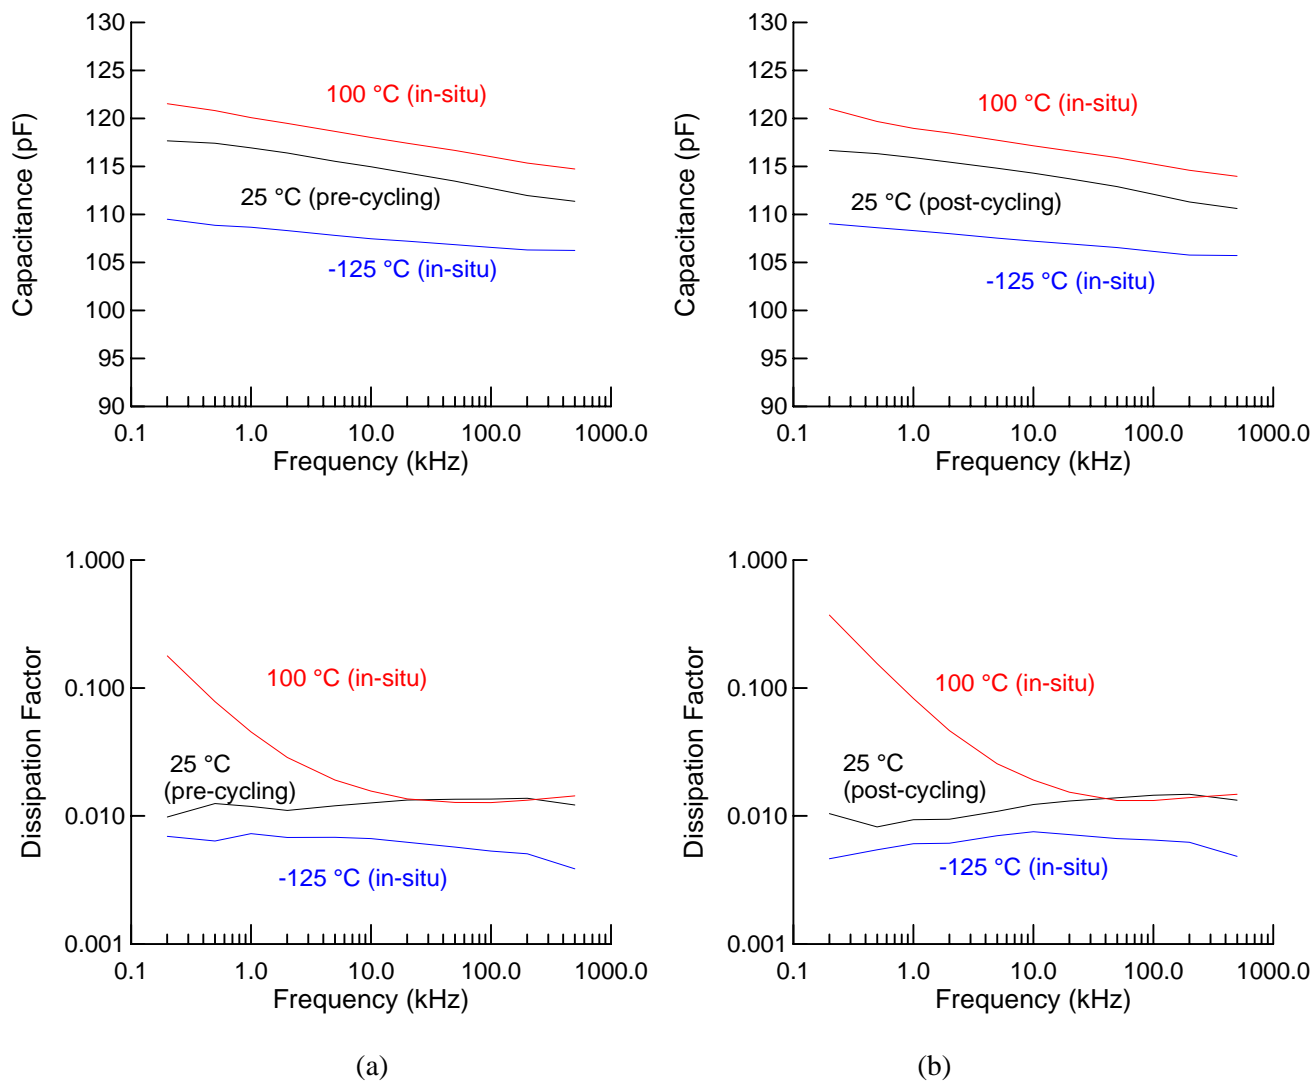 130
125
120
115
110
105
100
95
90
Capacitance (pF)
100 °C (in-situ)
25 °C (pre-cycling)
-125 °C (in-situ)
0.1 1.0 10.0 100.0 1000.0
Frequency (kHz)
130
125
120
115
110
105
100
95
90
Capacitance (pF)
100 °C (in-situ)
25 °C (post-cycling)
-125 °C (in-situ)
0.1 1.0 10.0 100.0 1000.0
Frequency (kHz)
1.000
0.100
0.010
0.001
Dissipation Factor
100 °C (in-situ)
25 °C
(pre-cycling)
-125 °C (in-situ)
0.1 1.0 10.0 100.0 1000.0
Frequency (kHz)
1.000
0.100
0.010
0.001
Dissipation Factor
100 °C (in-situ)
25 °C
(post-cycling)
-125 °C (in-situ)
0.1 1.0 10.0 100.0 1000.0
Frequency (kHz)
(a)
(b)